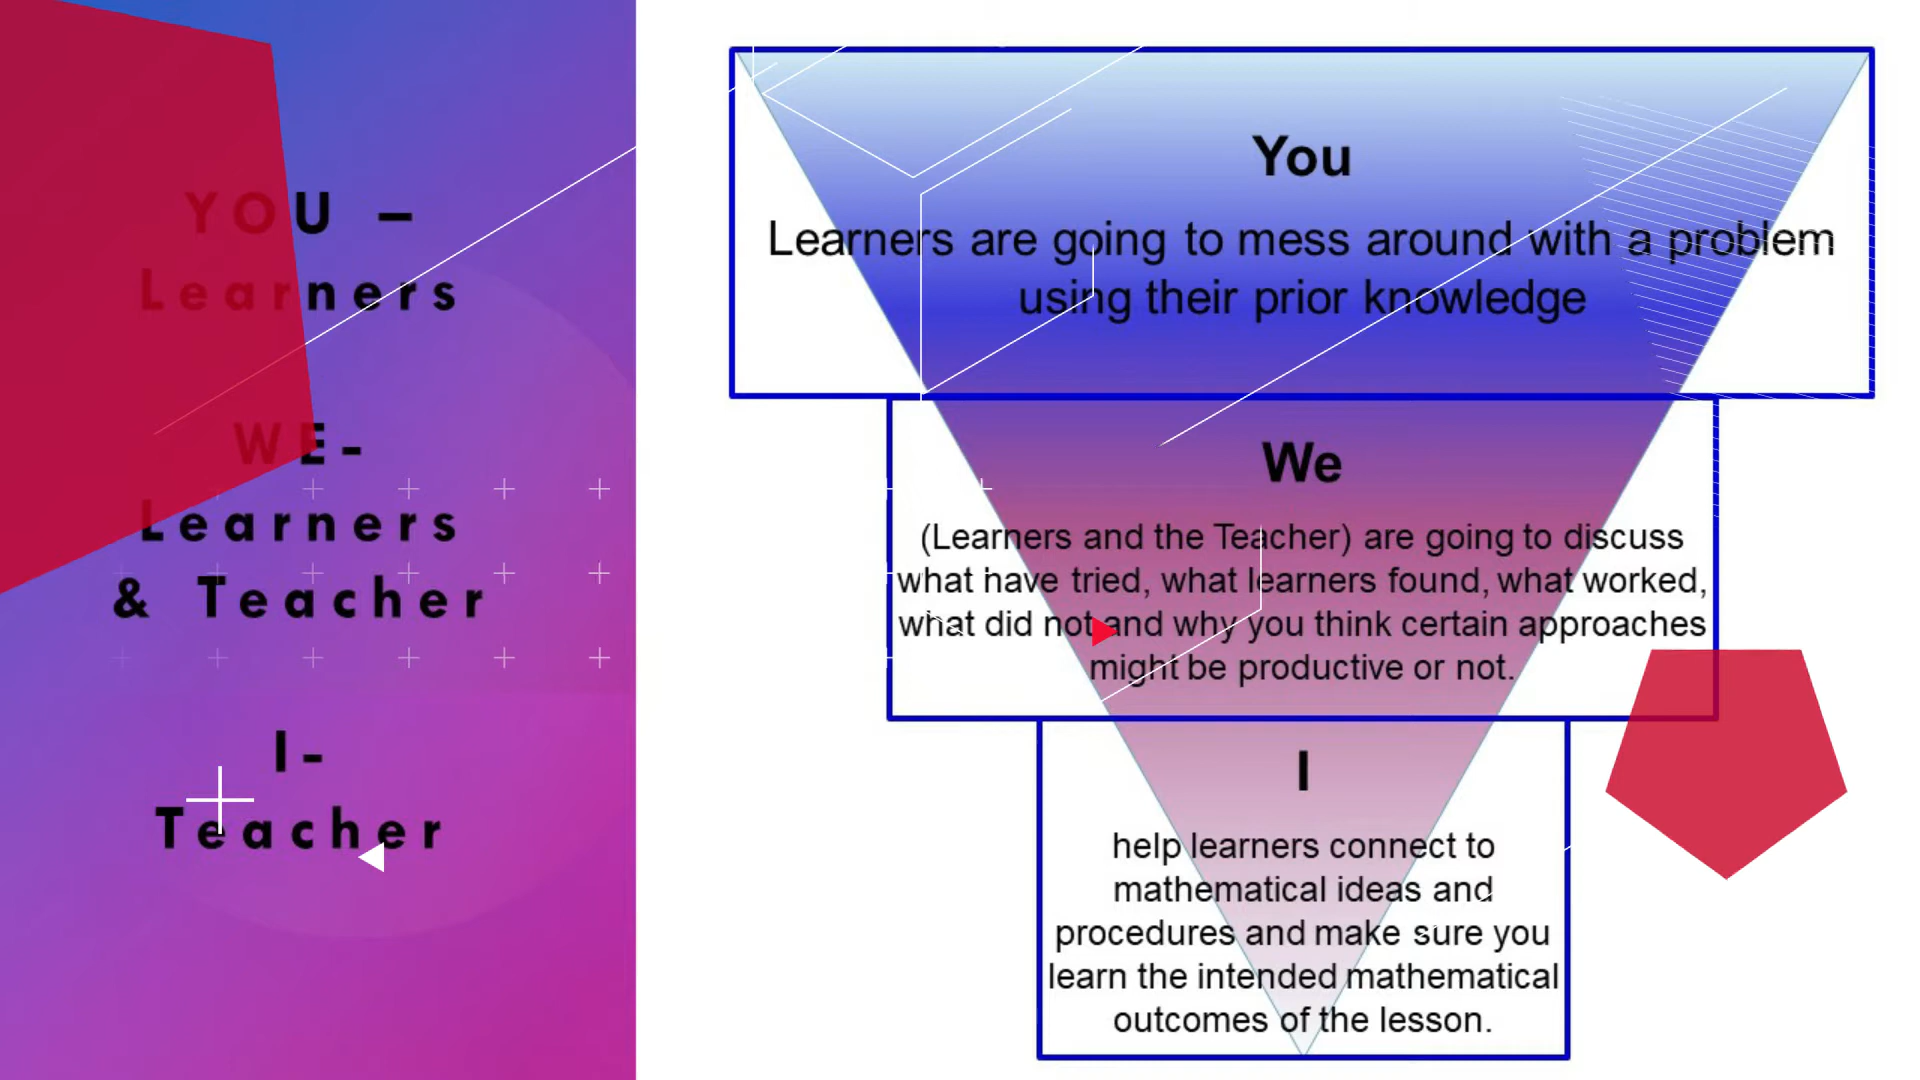 YOU –
Learners
WE-
Learners
& Teacher
I-
Teacher
You
Learners are going to mess around with a problem
using their prior knowledge
We
(Learners and the Teacher) are going to discuss
what have tried, what learners found, what worked,
what did not and why you think certain approaches
might be productive or not.
I
help learners connect to
mathematical ideas and
procedures and make sure you
learn the intended mathematical
outcomes of the lesson.